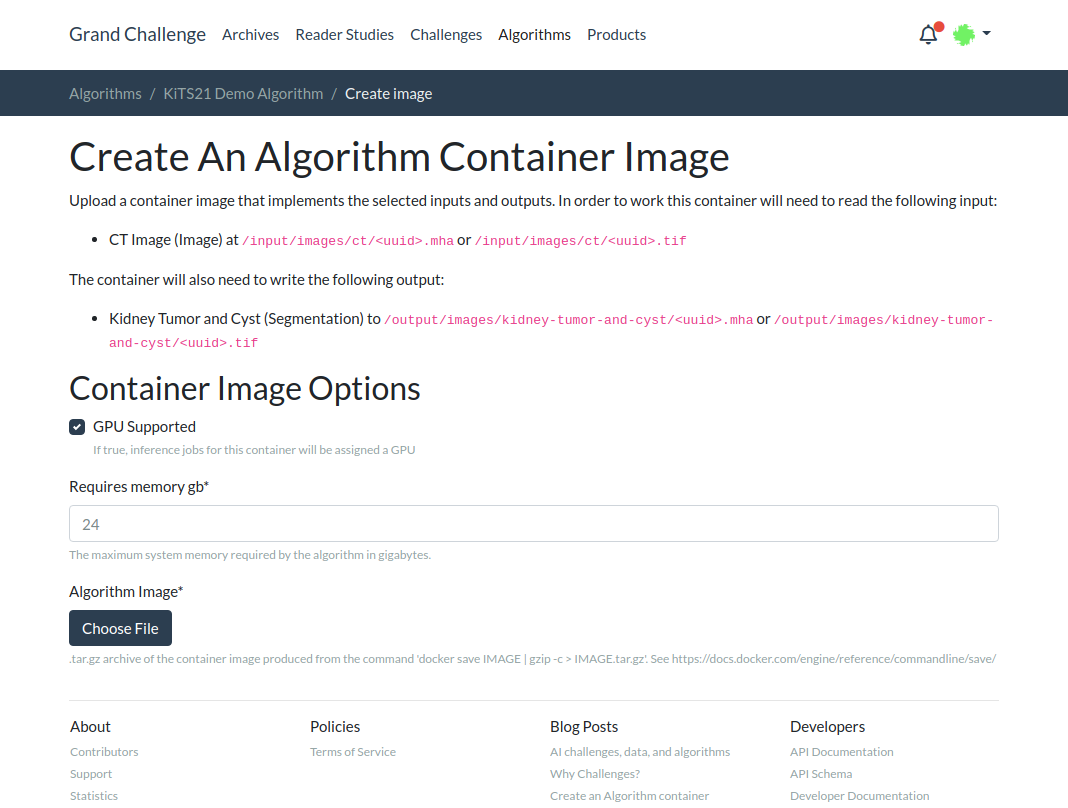 Grand Challenge Archives Reader Studies Challenges Algorithms Products
Algorithms / KiTS21 Demo Algorithm / Create image
Create An Algorithm Container Image
Upload a container image that implements the selected inputs and outputs. In order to work this container will need to read the following input:
• CT Image (Image) at /input/images/ct/<uuid>.mha or /input/images/ct/<uuid>.tif
The container will also need to write the following output:
• Kidney Tumor and Cyst (Segmentation) to /output/images/kidney-tumor-and-cyst/<uuid>.mha or /output/images/kidney-tumor-
and-cyst/<uuid>.tif
Container Image Options
GPU Supported
If true, inference jobs for this container will be assigned a GPU
Requires memory gb*
24
The maximum system memory required by the algorithm in gigabytes.
Algorithm Image*
Choose File
.tar.gz archive of the container image produced from the command 'docker save IMAGE | gzip -c > IMAGE.tar.gz'. See https://docs.docker.com/engine/reference/commandline/save/
About Policies Blog Posts Developers
Contributors Terms of Service AI challenges, data, and algorithms API Documentation
Support Why Challenges? API Schema
Statistics Create an Algorithm container Developer Documentation